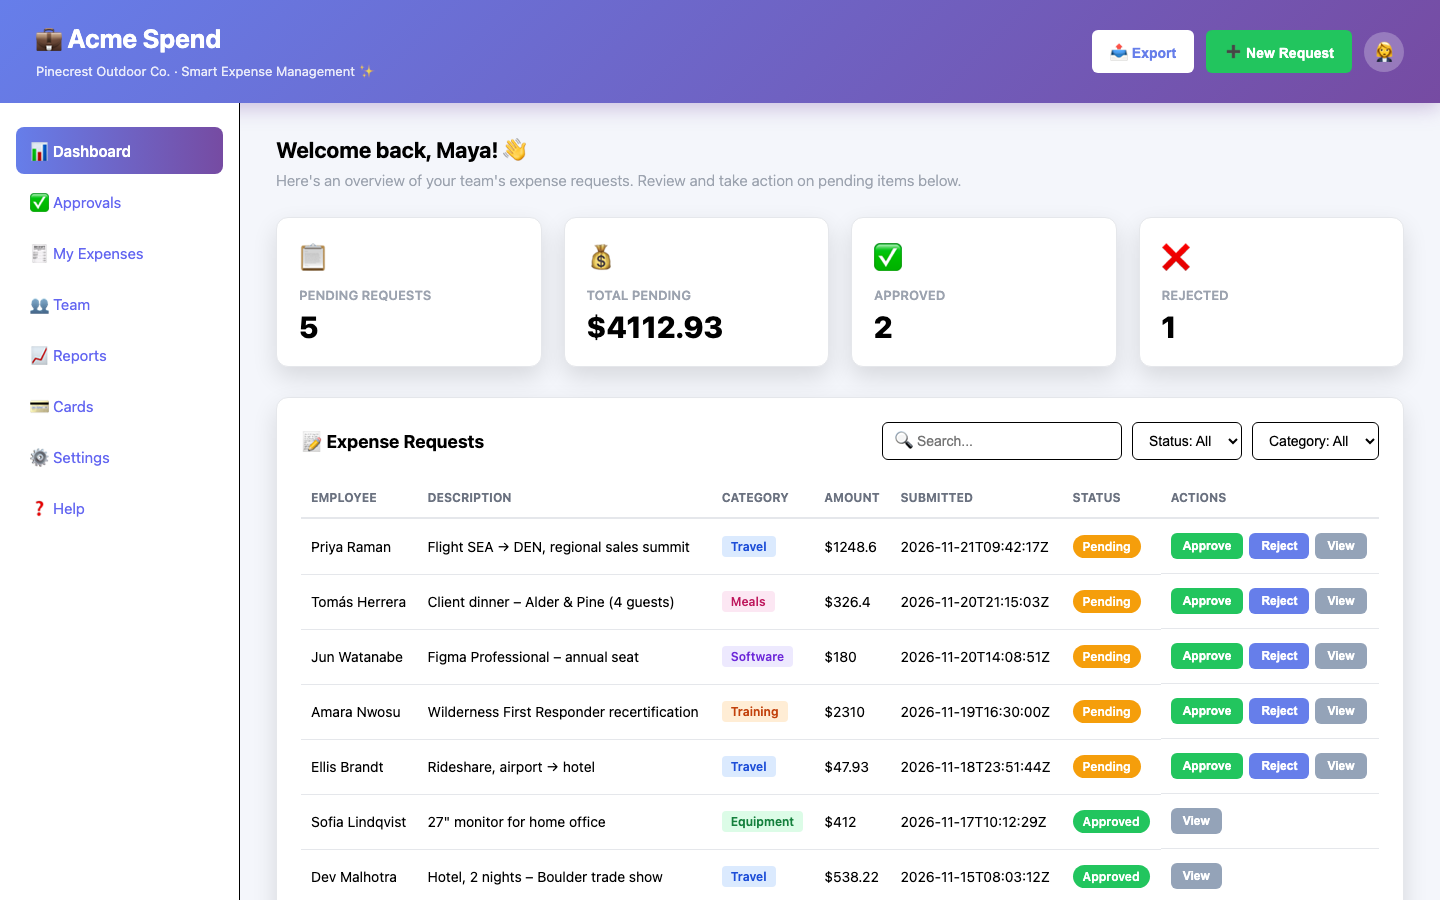 Acme Spend
Pinecrest Outdoor Co. · Smart Expense Management
Export
New Request
Dashboard
Approvals
My Expenses
Team
Reports
Cards
Settings
Help
Welcome back, Maya!
Here's an overview of your team's expense requests. Review and take action on pending items below.
PENDING REQUESTS
5
TOTAL PENDING
$4112.93
APPROVED
2
REJECTED
1
Expense Requests
Search...
Status: All
Category: All
EMPLOYEE DESCRIPTION CATEGORY AMOUNT SUBMITTED STATUS ACTIONS
Priya Raman Flight SEA → DEN, regional sales summit Travel $1248.6 2026-11-21T09:42:17Z Pending Approve Reject View
Tomás Herrera Client dinner – Alder & Pine (4 guests) Meals $326.4 2026-11-20T21:15:03Z Pending Approve Reject View
Jun Watanabe Figma Professional – annual seat Software $180 2026-11-20T14:08:51Z Pending Approve Reject View
Amara Nwosu Wilderness First Responder recertification Training $2310 2026-11-19T16:30:00Z Pending Approve Reject View
Ellis Brandt Rideshare, airport → hotel Travel $47.93 2026-11-18T23:51:44Z Pending Approve Reject View
Sofia Lindqvist 27" monitor for home office Equipment $412 2026-11-17T10:12:29Z Approved View
Dev Malhotra Hotel, 2 nights – Boulder trade show Travel $538.22 2026-11-15T08:03:12Z Approved View